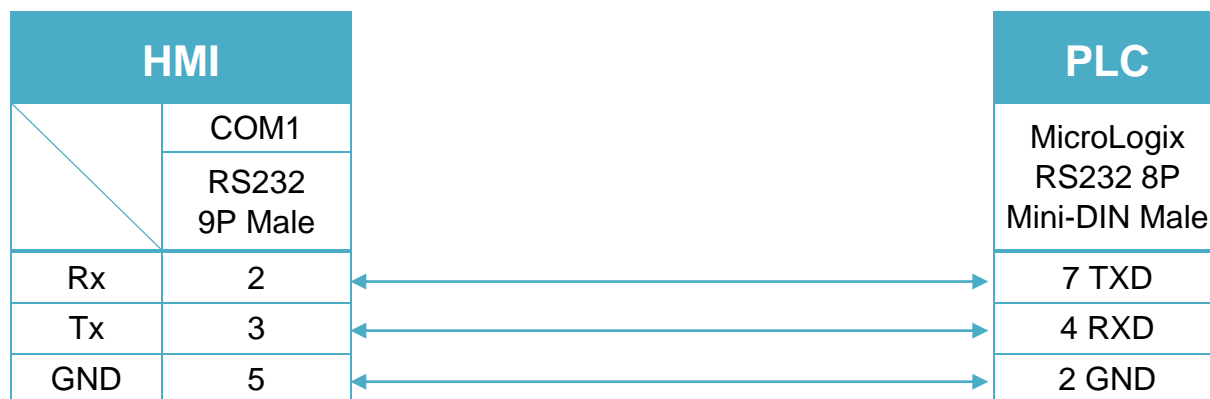 HMI
PLC
COM1
RS232
9P Male
MicroLogix
RS232 8P
Mini-DIN Male
Rx 2 7 TXD
Tx 3 4 RXD
GND 5 2 GND